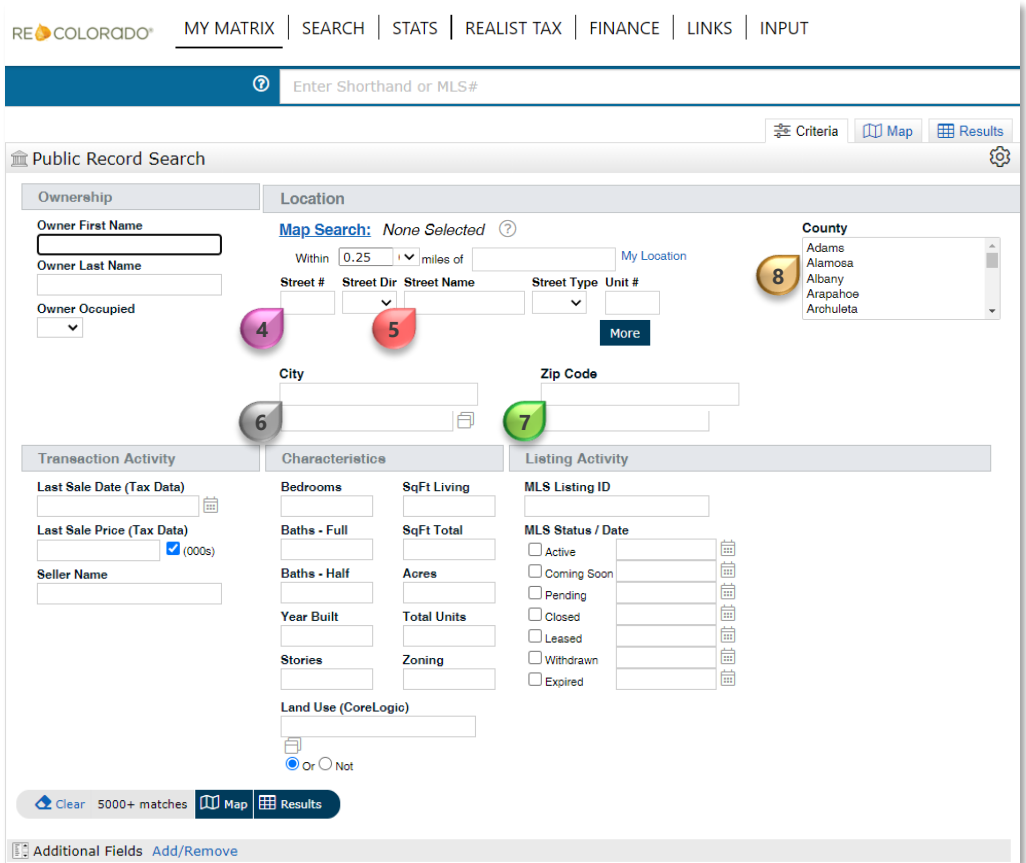 RECOLORADO® MY MATRIX SEARCH STATS REALIST TAX FINANCE LINKS INPUT
? Enter Shorthand or MLS#
Criteria Map Results
Public Record Search
Ownership Location
Owner First Name Map Search: None Selected ? County
Within 0.25 miles of My Location Adams
Owner Last Name Alamosa
Street # Street Dir Street Name Street Type Unit # 8 Albany
Arapahoe
Owner Occupied Archuleta
4 5 More
City Zip Code
6 7
Transaction Activity Characteristics Listing Activity
Last Sale Date (Tax Data) Bedrooms SqFt Living MLS Listing ID
Last Sale Price (Tax Data) Baths - Full SqFt Total MLS Status / Date
(000s) Active
Seller Name Baths - Half Acres Coming Soon
Pending
Year Built Total Units Closed
Leased
Stories Zoning Withdrawn
Expired
Land Use (CoreLogic)
Or Not
Clear 5000+ matches Map Results
Additional Fields Add/Remove